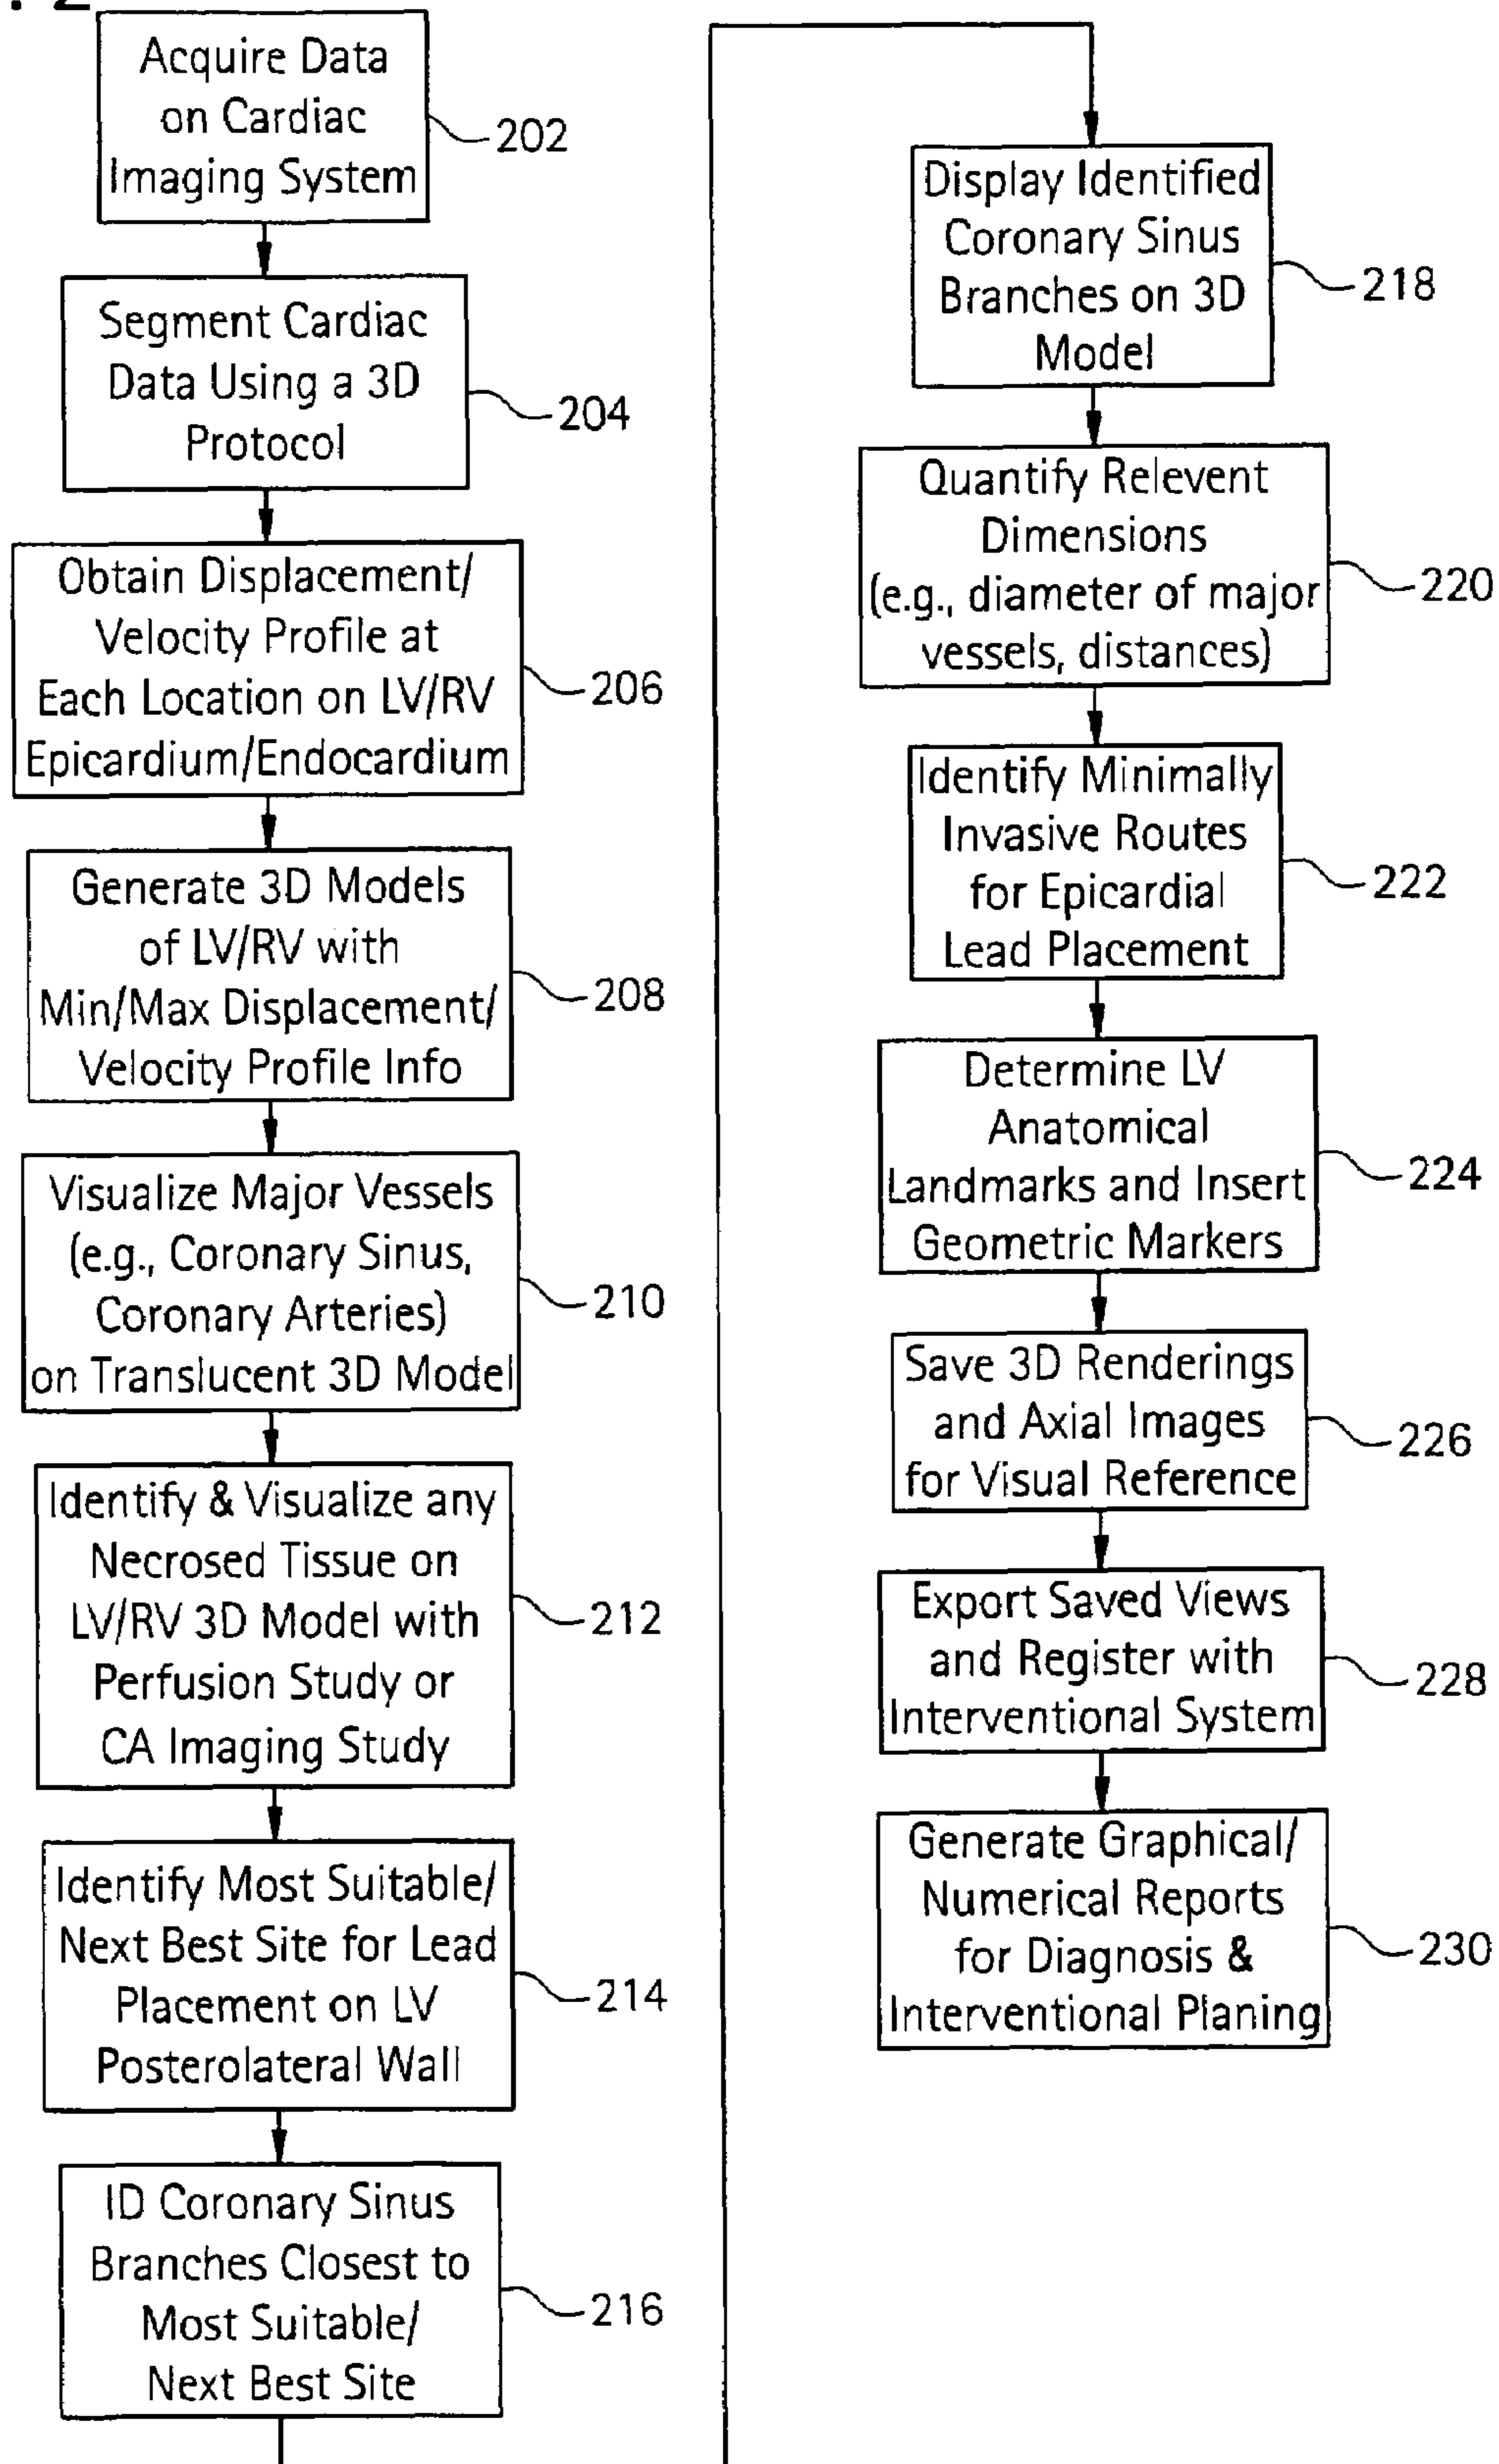 Acquire Data
on Cardiac
Imaging System
202
Segment Cardiac
Data Using a 3D
Protocol
204
Obtain Displacement/
Velocity Profile at
Each Location on LV/RV
Epicardium/Endocardium
206
Generate 3D Models
of LV/RV with
Min/Max Displacement/
Velocity Profile Info
208
Visualize Major Vessels
(e.g., Coronary Sinus,
Coronary Arteries)
on Translucent 3D Model
210
Identify & Visualize any
Necrosed Tissue on
LV/RV 3D Model with
Perfusion Study or
CA Imaging Study
212
Identify Most Suitable/
Next Best Site for Lead
Placement on LV
Posterolateral Wall
214
ID Coronary Sinus
Branches Closest to
Most Suitable/
Next Best Site
216
Display Identified
Coronary Sinus
Branches on 3D
Model
218
Quantify Relevent
Dimensions
(e.g., diameter of major
vessels, distances)
220
Identify Minimally
Invasive Routes
for Epicardial
Lead Placement
222
Determine LV
Anatomical
Landmarks and Insert
Geometric Markers
224
Save 3D Renderings
and Axial Images
for Visual Reference
226
Export Saved Views
and Register with
Interventional System
228
Generate Graphical/
Numerical Reports
for Diagnosis &
Interventional Planing
230